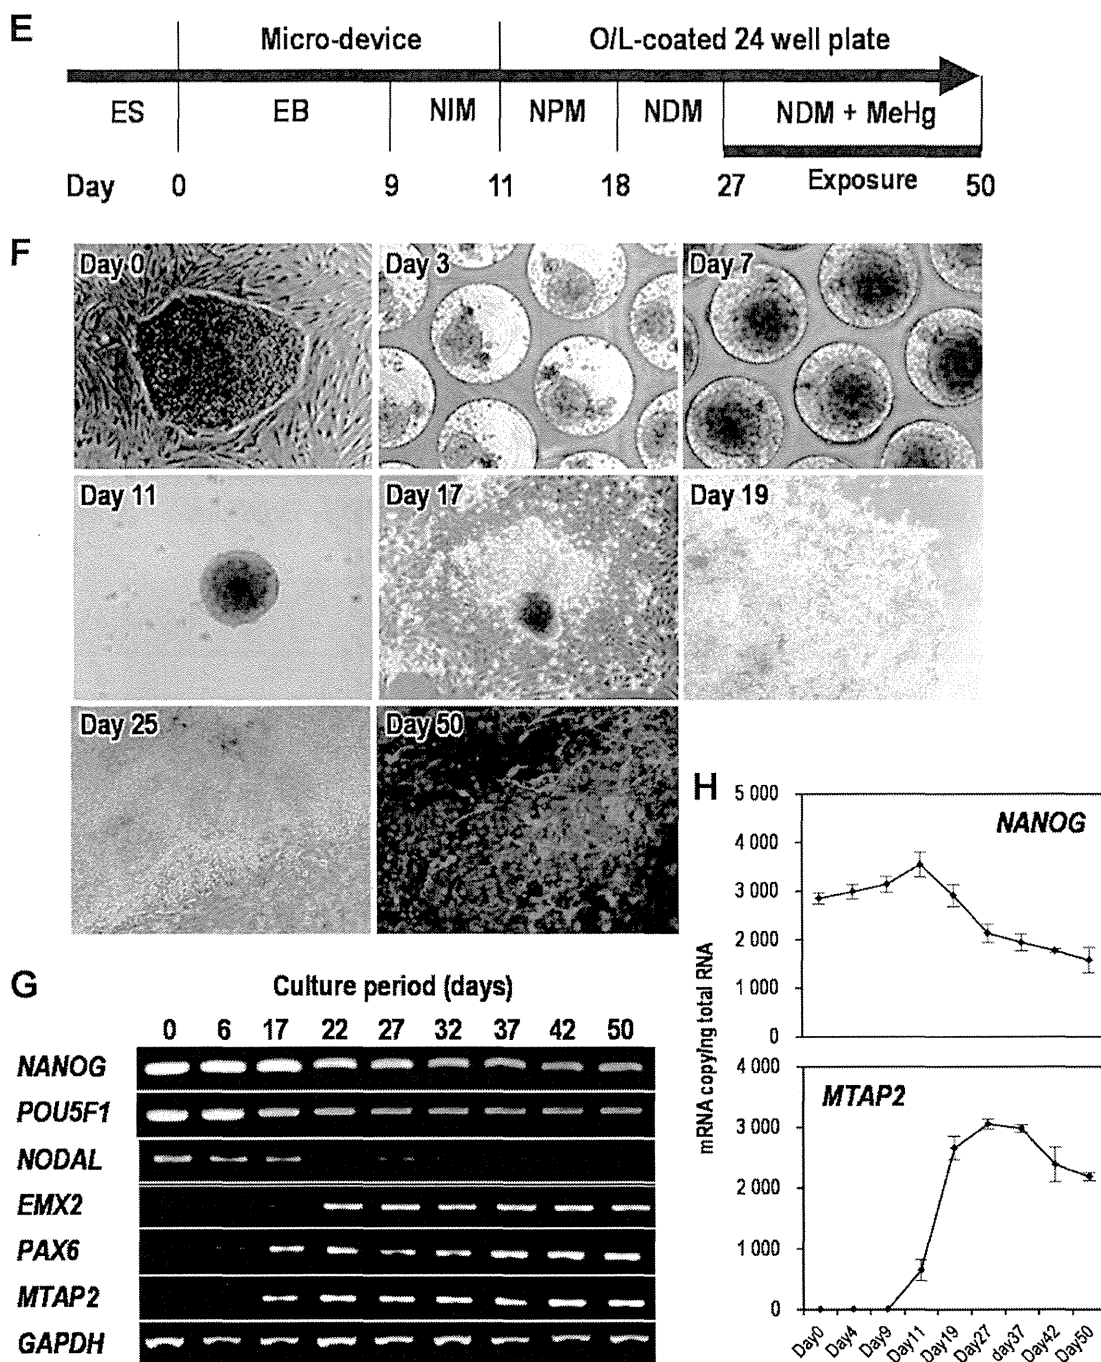 E
Micro-device O/L-coated 24 well plate
ES EB NIM NPM NDM NDM + MeHg
Day 0 9 11 18 27 Exposure 50
F
Day 0 Day 3 Day 7
Day 11 Day 17 Day 19
Day 25 Day 50
G
Culture period (days)
0 6 17 22 27 32 37 42 50
NANOG
POU5F1
NODAL
EMX2
PAX6
MTAP2
GAPDH
H
mRNA copy/ng total RNA
5 000
NANOG
4 000
3 000
2 000
1 000
0
4 000
MTAP2
3 000
2 000
1 000
0
Day0 Day4 Day9 Day11 Day19 Day27 day37 Day42 Day50